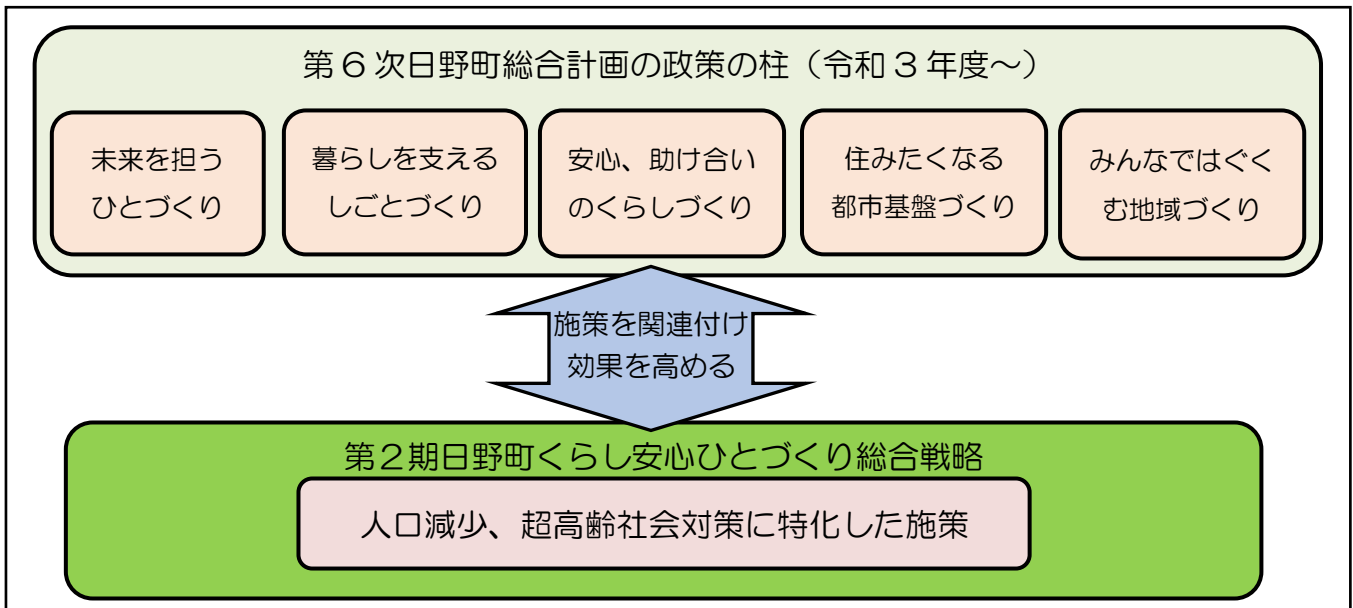 第6次日野町総合計画の政策の柱（令和3年度～）
未来を担う
ひとづくり
暮らしを支える
しごとづくり
安心、助け合い
のくらしづくり
住みたくなる
都市基盤づくり
みんなではぐく
む地域づくり
施策を関連付け
効果を高める
第2期日野町くらし安心ひとづくり総合戦略
人口減少、超高齢社会対策に特化した施策